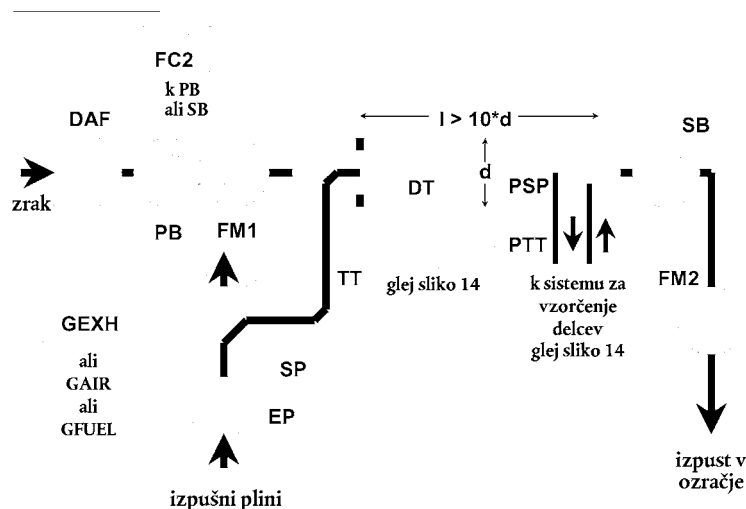 FC2
k PB
ali SB
DAF
l > 10*d
SB
zrak
d
DT
PSP
PB
FM1
PTT
TT
glej sliko 14
k sistemu za
vzorčenje
delcev
glej sliko 14
FM2
GEXH
ali
GAIR
ali
GFUEL
SP
EP
izpušni plini
izpust v
ozračje